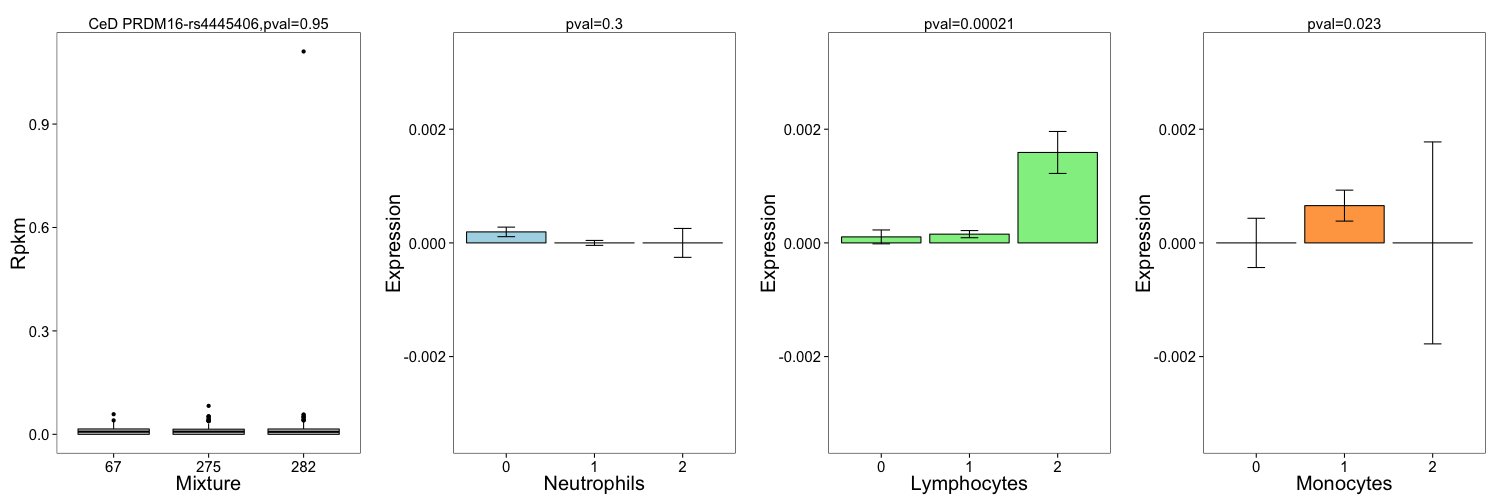 CeD PRDM16-rs4445406,pval=0.95
Rpkm
0.9
0.6
0.3
0.0
67 275 282
Mixture
pval=0.3
Expression
0.002
0.000
-0.002
0 1 2
Neutrophils
pval=0.00021
Expression
0.002
0.000
-0.002
0 1 2
Lymphocytes
pval=0.023
Expression
0.002
0.000
-0.002
0 1 2
Monocytes